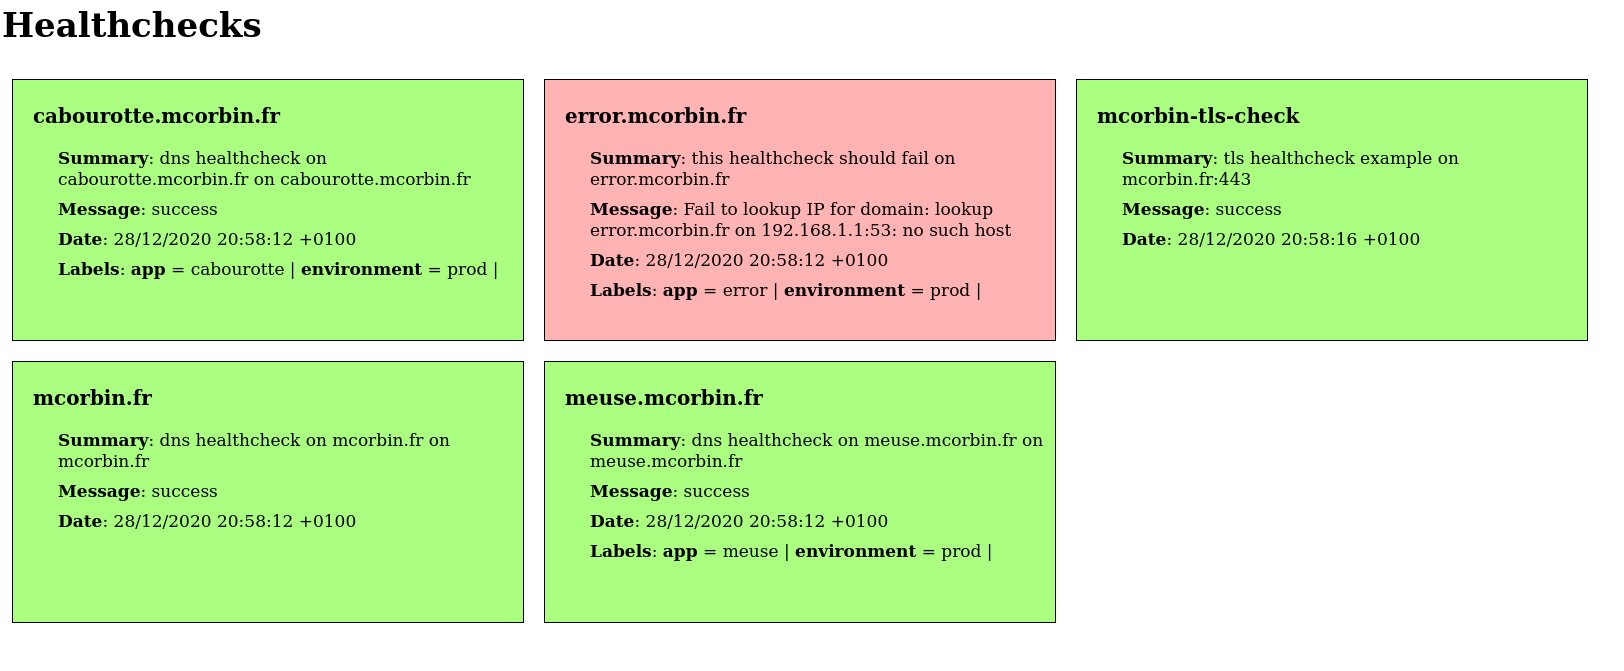 Healthchecks
cabourotte.mcorbin.fr
Summary: dns healthcheck on
cabourotte.mcorbin.fr on cabourotte.mcorbin.fr
Message: success
Date: 28/12/2020 20:58:12 +0100
Labels: app = cabourotte | environment = prod |
error.mcorbin.fr
Summary: this healthcheck should fail on
error.mcorbin.fr
Message: Fail to lookup IP for domain: lookup
error.mcorbin.fr on 192.168.1.1:53: no such host
Date: 28/12/2020 20:58:12 +0100
Labels: app = error | environment = prod |
mcorbin-tls-check
Summary: tls healthcheck example on
mcorbin.fr:443
Message: success
Date: 28/12/2020 20:58:16 +0100
mcorbin.fr
Summary: dns healthcheck on mcorbin.fr on
mcorbin.fr
Message: success
Date: 28/12/2020 20:58:12 +0100
meuse.mcorbin.fr
Summary: dns healthcheck on meuse.mcorbin.fr on
meuse.mcorbin.fr
Message: success
Date: 28/12/2020 20:58:12 +0100
Labels: app = meuse | environment = prod |